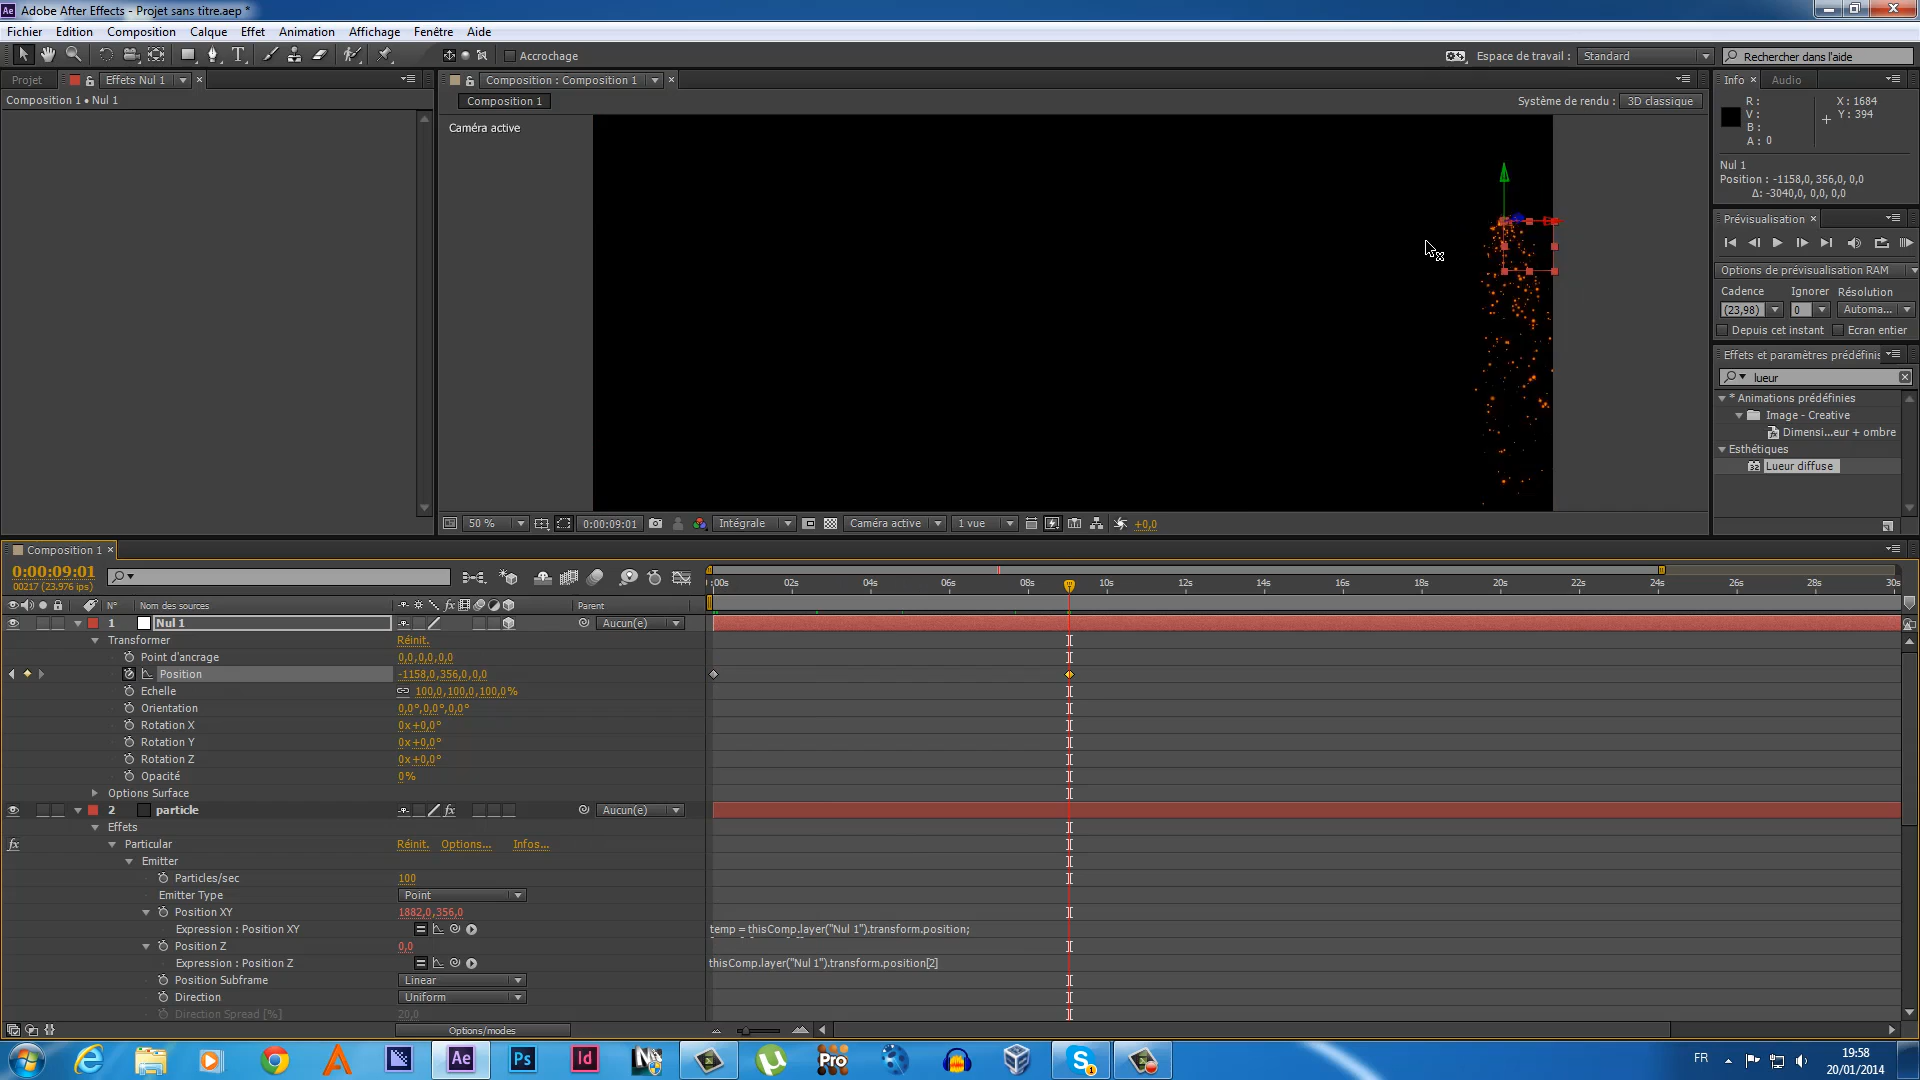 Adobe After Effects - Projet sans titre.aep *
Fichier Edition Composition Calque Effet Animation Affichage Fenêtre Aide
Accrochage
Espace de travail : Standard
Rechercher dans l'aide
Projet Effets Nul 1
Composition : Composition 1
Info Audio
Composition 1 • Nul 1
Composition 1
Système de rendu : 3D classique
Caméra active
R :
V :
B :
A : 0
X : 1684
Y : 394
Nul 1
Position : -1158,0, 356,0, 0,0
Δ: -3040,0, 0,0, 0,0
Prévisualisation
Options de prévisualisation RAM
Cadence Ignorer Résolution
(23,98) 0 Automa...
Depuis cet instant Ecran entier
Effets et paramètres prédéfinis
lueur
* Animations prédéfinies
Image - Creative
Dimensi...eur + ombre
Esthétiques
Lueur diffuse
50 % 0:00:09:01 Intégrale Caméra active 1 vue +0,0
Composition 1
0:00:09:01
00217 (23.976 ips)
:00s 02s 04s 06s 08s 10s 12s 14s 16s 18s 20s 22s 24s 26s 28s 30s
N° Nom des sources Parent
1 Nul 1 Aucun(e)
Transformer Réinit.
Point d'ancrage 0,0,0,0,0,0
Position -1158,0,356,0,0,0
Echelle 100,0,100,0,100,0%
Orientation 0,0°,0,0°,0,0°
Rotation X 0x+0,0°
Rotation Y 0x+0,0°
Rotation Z 0x+0,0°
Opacité 0%
Options Surface
2 particle Aucun(e)
Effets
Particular Réinit. Options... Infos...
Emitter
Particles/sec 100
Emitter Type Point
Position XY 1882,0,356,0
Expression : Position XY temp = thisComp.layer("Nul 1").transform.position;
Position Z 0,0
Expression : Position Z thisComp.layer("Nul 1").transform.position[2]
Position Subframe Linear
Direction Uniform
Direction Spread [%] 20,0
Options/modes
Ae Ps Id Pro
FR
19:58
20/01/2014